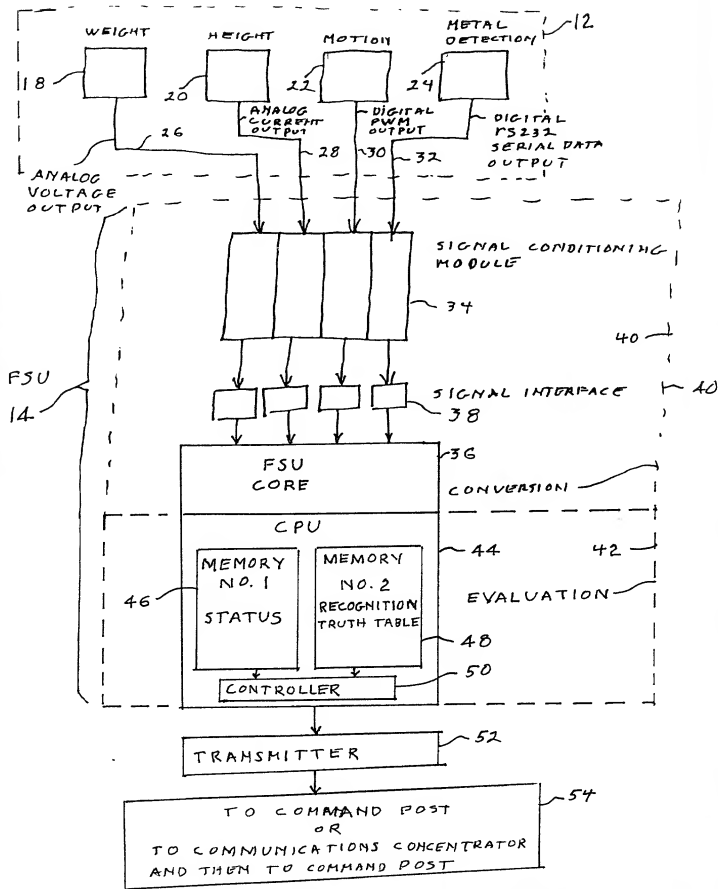 WEIGHT
HEIGHT
MOTION
METAL
DETECTION
12
18
20
22
24
ANALOG
CURRENT
OUTPUT
DIGITAL
PWM
OUTPUT
DIGITAL
rS232
SERIAL DATA
OUTPUT
26
28
30
32
ANALOG
VOLTAGE
OUTPUT
SIGNAL CONDITIONING
MODULE
34
40
FSU
14
SIGNAL INTERFACE
38
40
FSU
CORE
36
CONVERSION
CPU
44
42
MEMORY
NO. 1
STATUS
46
MEMORY
NO. 2
RECOGNITION
TRUTH TABLE
48
EVALUATION
CONTROLLER
50
TRANSMITTER
52
TO COMMAND POST
OR
TO COMMUNICATIONS CONCENTRATOR
AND THEN TO COMMAND POST
54